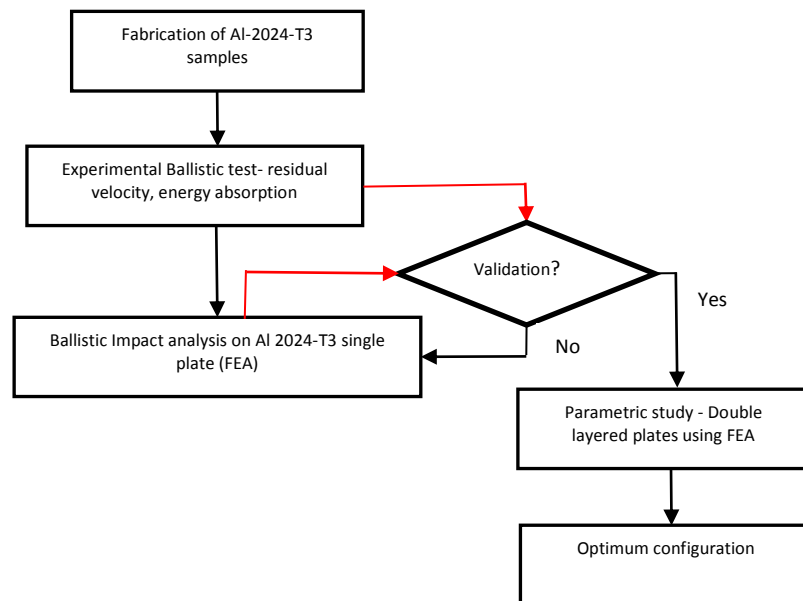 Fabrication of Al-2024-T3
samples
Experimental Ballistic test- residual
velocity, energy absorption
Validation?
Yes
No
Ballistic Impact analysis on Al 2024-T3 single
plate (FEA)
Parametric study - Double
layered plates using FEA
Optimum configuration